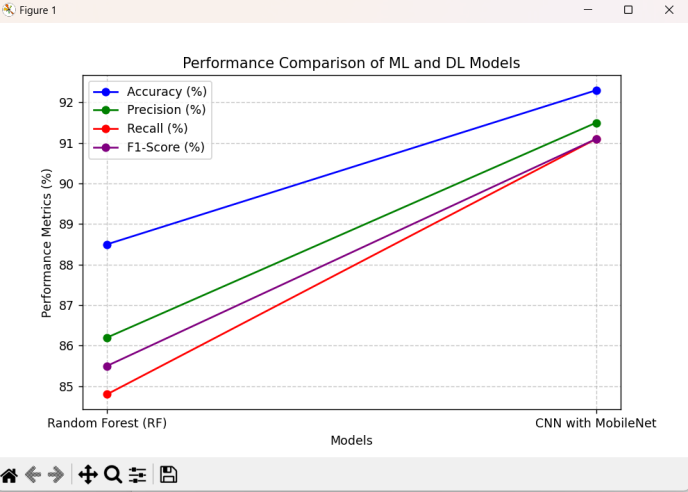 Figure 1
Performance Comparison of ML and DL Models
Accuracy (%)
Precision (%)
Recall (%)
F1-Score (%)
Performance Metrics (%)
92
91
90
89
88
87
86
85
Random Forest (RF)
CNN with MobileNet
Models